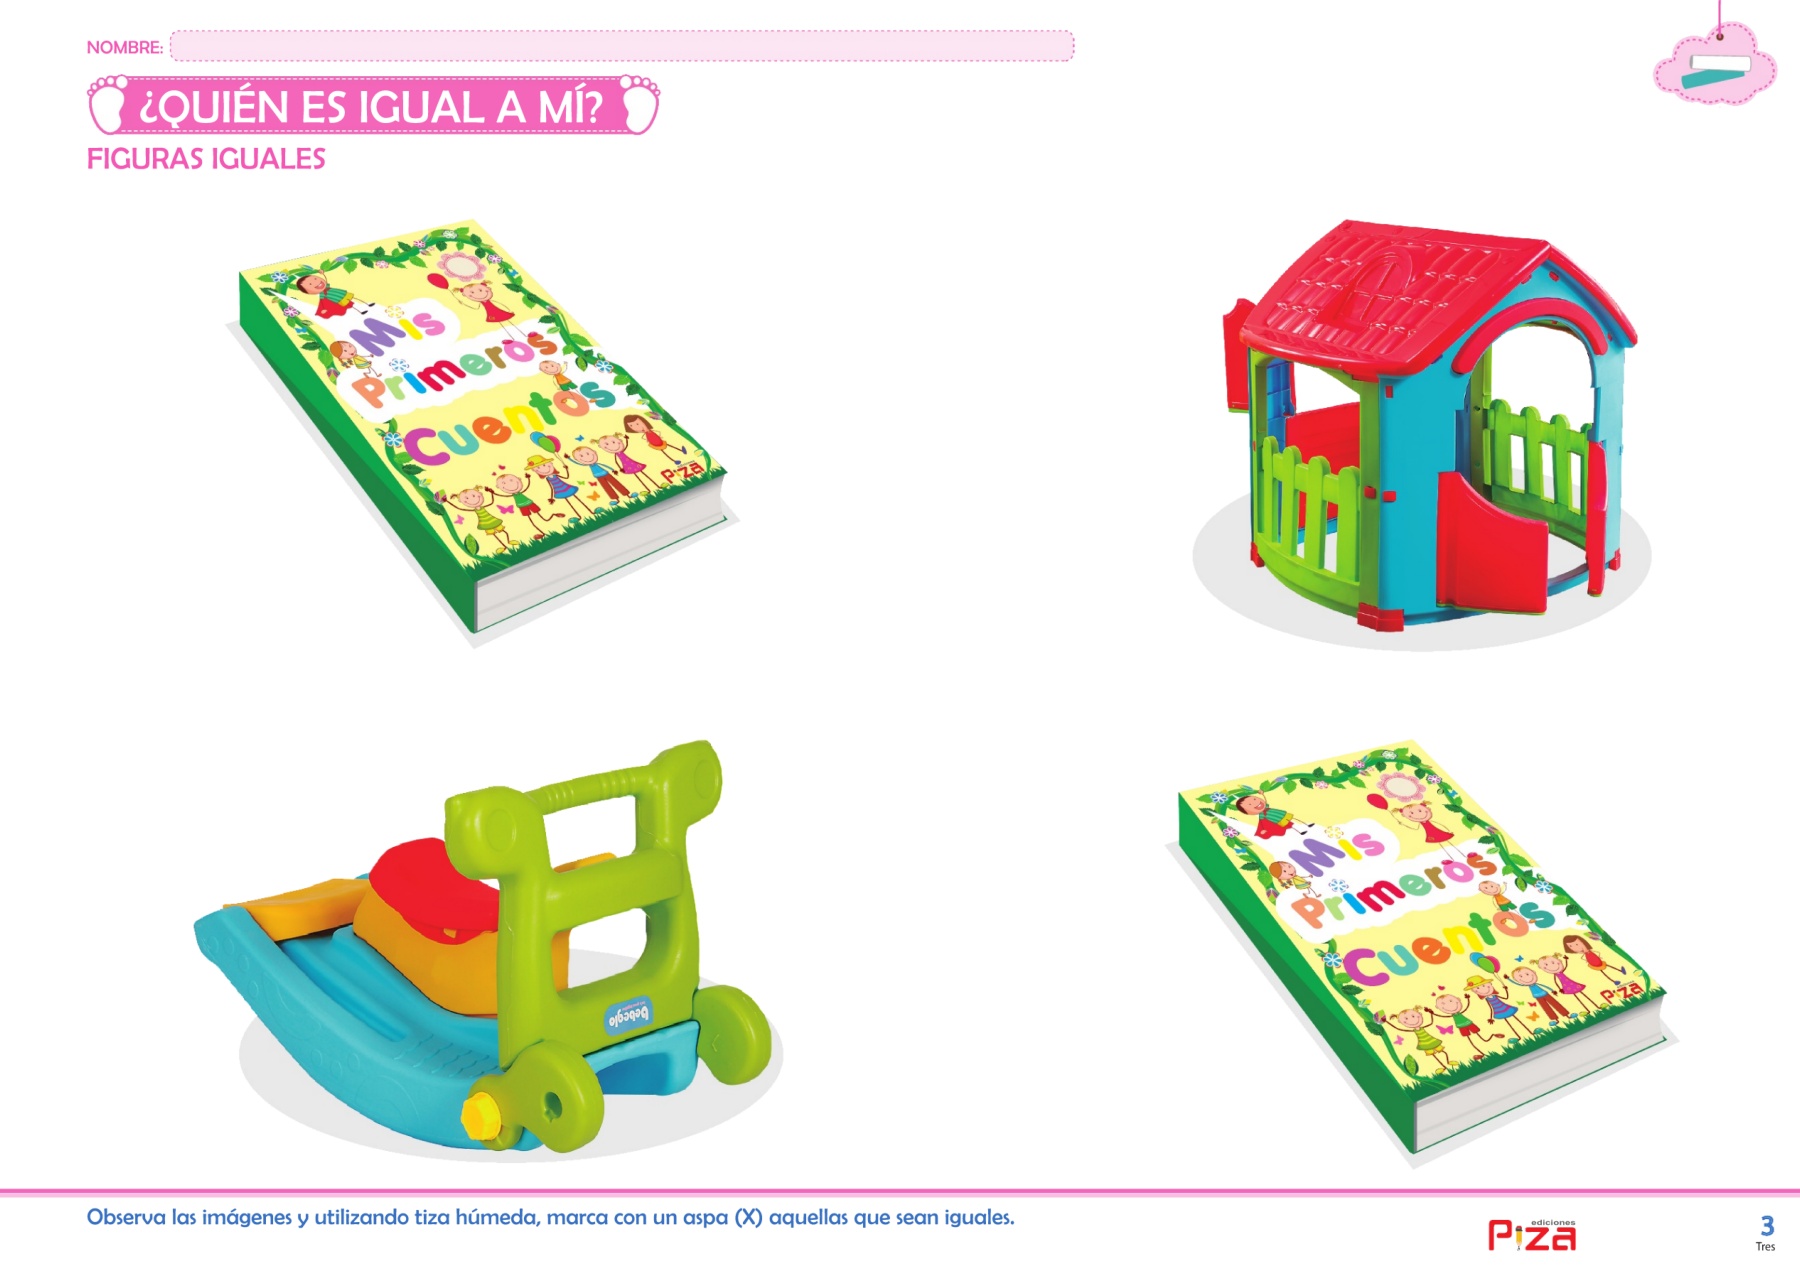 NOMBRE:
¿QUIÉN ES IGUAL A MÍ?
FIGURAS IGUALES
Mis
Primeros
Cuentos
Piza
bebeglo
Mis
Primeros
Cuentos
Piza
Observa las imágenes y utilizando tiza húmeda, marca con un aspa (X) aquellas que sean iguales.
ediciones
Piza
3
Tres